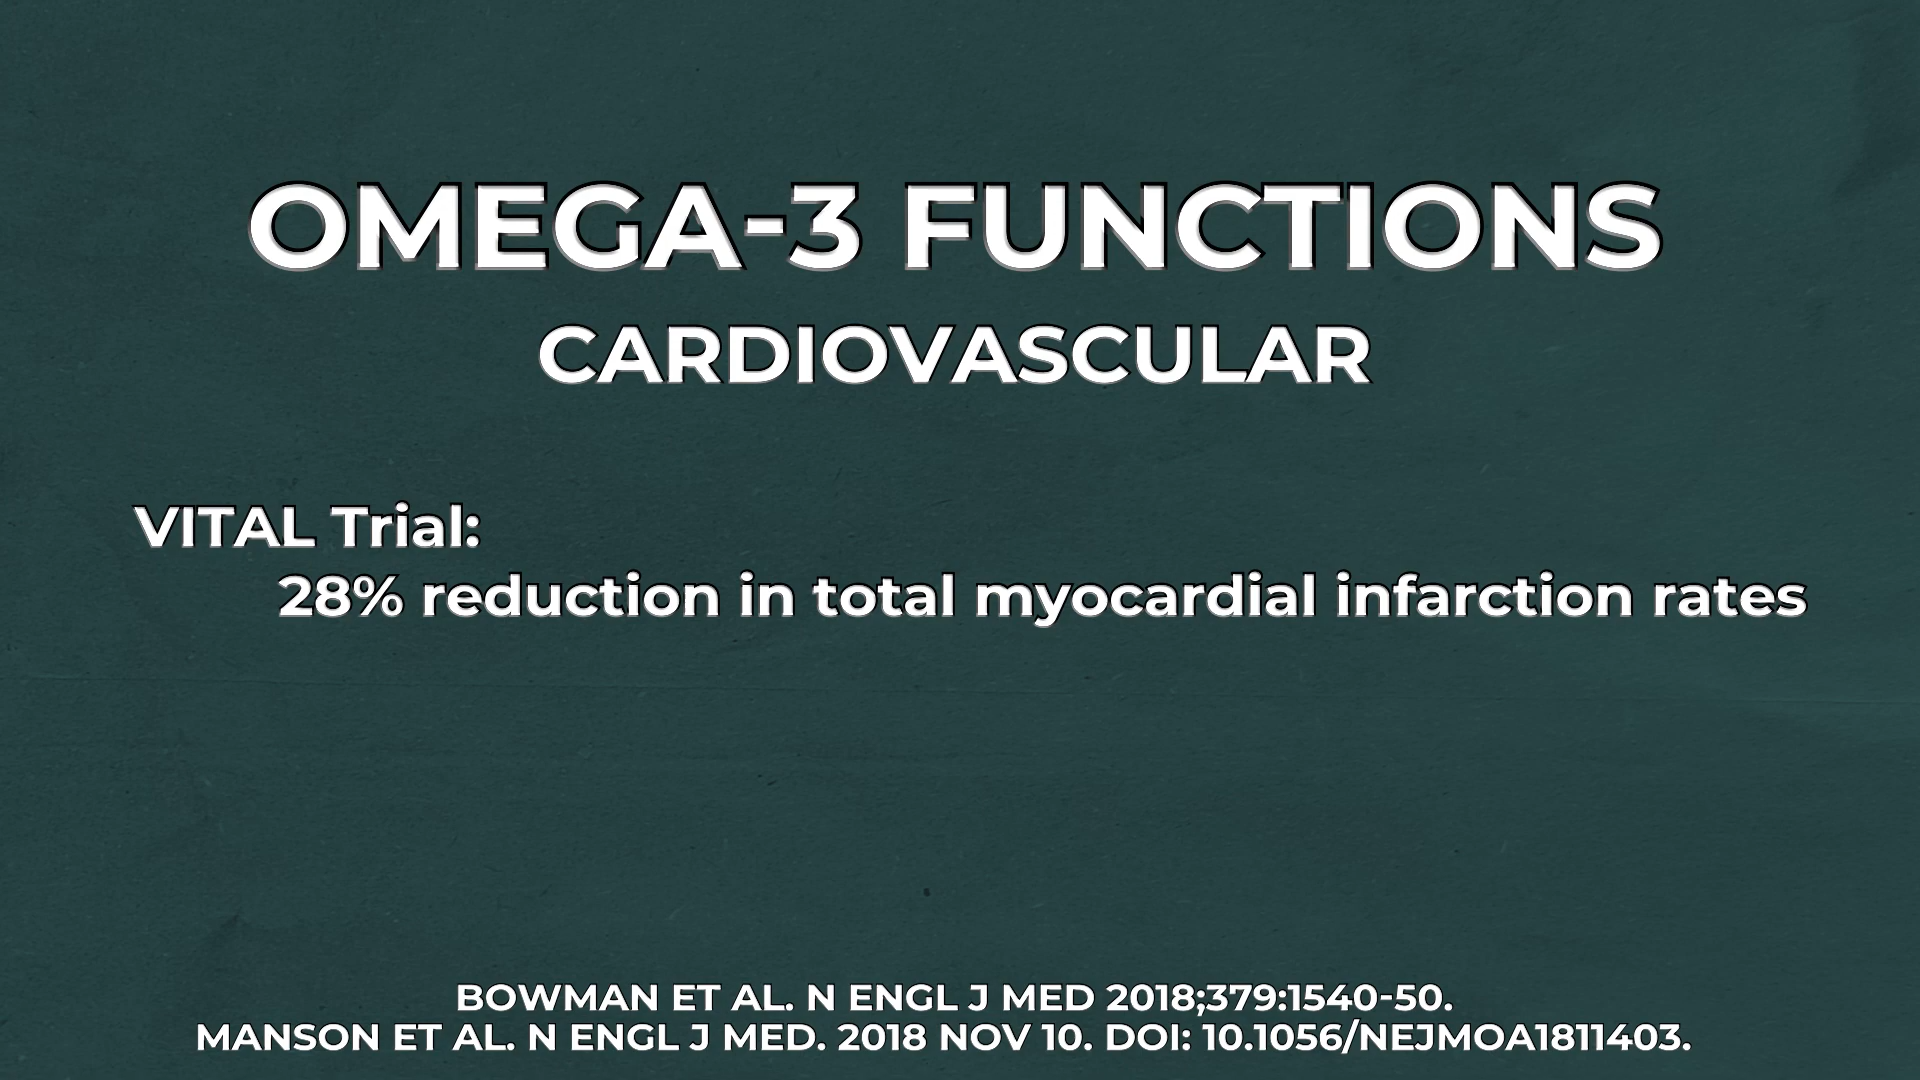 OMEGA-3 FUNCTIONS
CARDIOVASCULAR
VITAL Trial:
28% reduction in total myocardial infarction rates
BOWMAN ET AL. N ENGL J MED 2018;379:1540-50.
MANSON ET AL. N ENGL J MED. 2018 NOV 10. DOI: 10.1056/NEJMOA1811403.